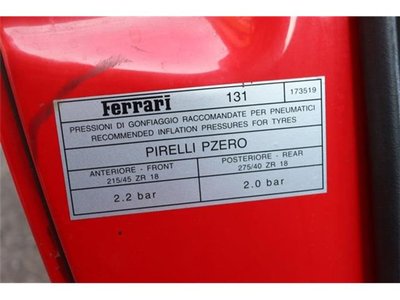 Ferrari 131 173519
PRESSIONI DI GONFIAGGIO RACCOMANDATE PER PNEUMATICI
RECOMMENDED INFLATION PRESSURES FOR TYRES
PIRELLI PZERO
ANTERIORE - FRONT
215/45 ZR 18
POSTERIORE - REAR
275/40 ZR 18
2.2 bar
2.0 bar